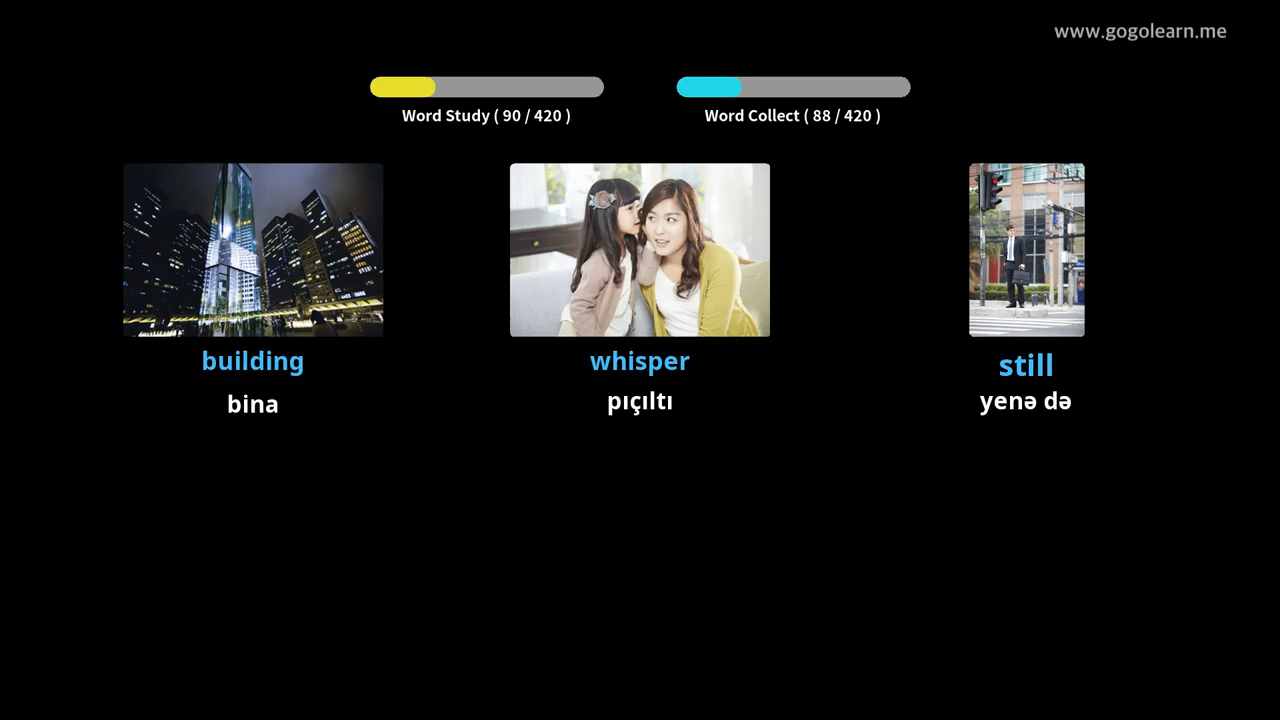 www.gogolearn.me
Word Study ( 90 / 420 )
Word Collect ( 88 / 420 )
building
bina
whisper
pıçıltı
still
yenə də